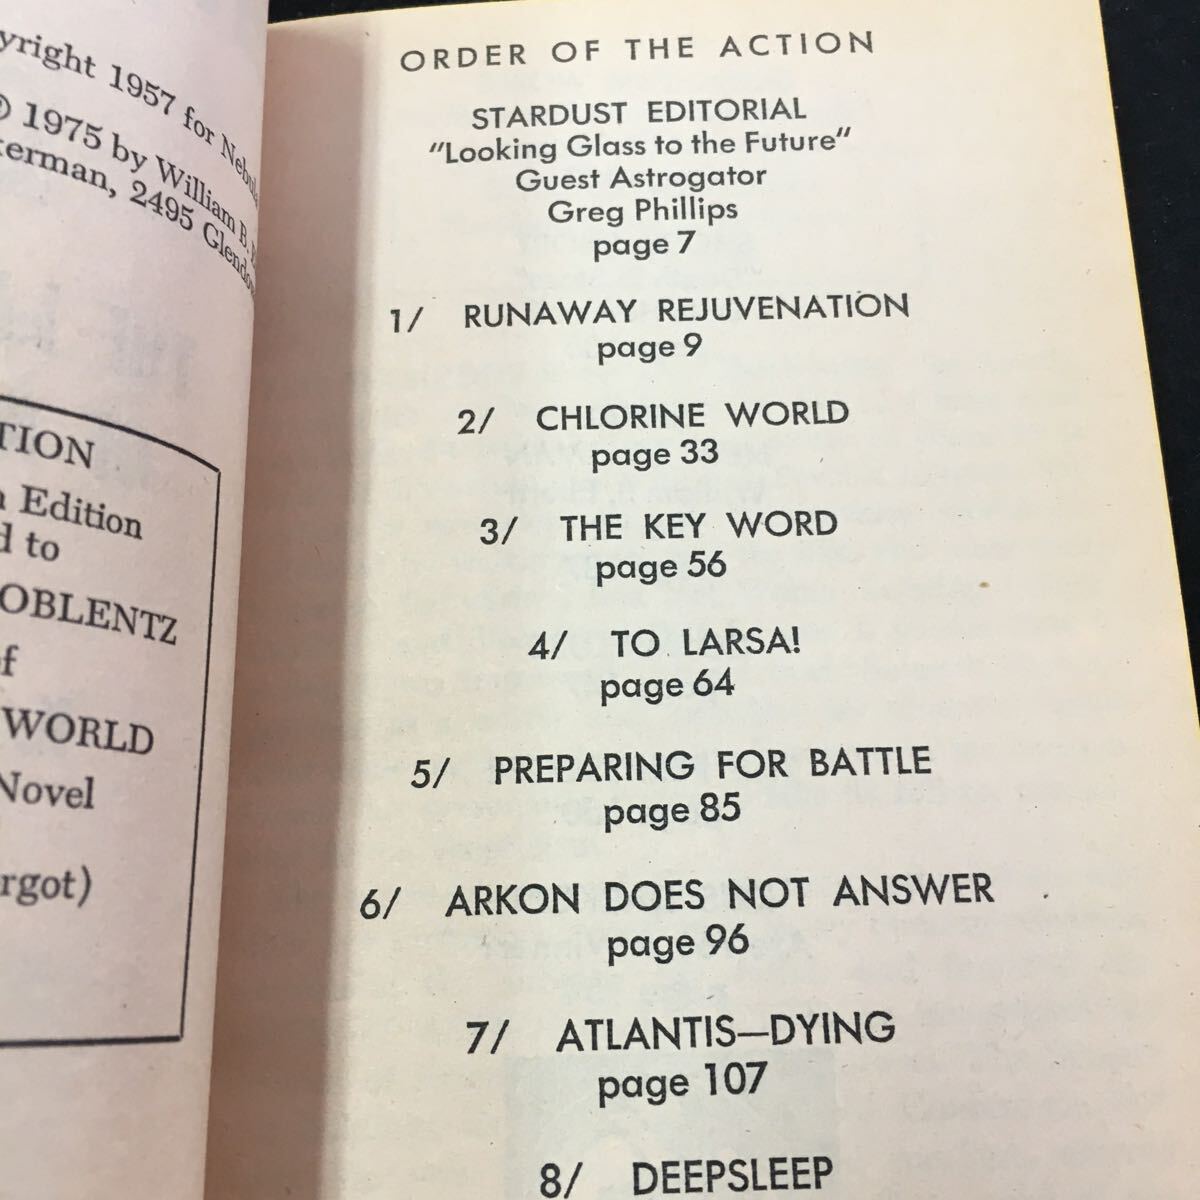 yright 1957 for
© 1975 by William B.
kerman, 2495
TION
Edition
d to
OBLENTZ
of
WORLD
Novel
rgot)
ORDER OF THE ACTION
STARDUST EDITORIAL
"Looking Glass to the Future"
Guest Astrogator
Greg Phillips
page 7
1/ RUNAWAY REJUVENATION
page 9
2/ CHLORINE WORLD
page 33
3/ THE KEY WORD
page 56
4/ TO LARSA!
page 64
5/ PREPARING FOR BATTLE
page 85
6/ ARKON DOES NOT ANSWER
page 96
7/ ATLANTIS—DYING
page 107
8/ DEEPSLEEP